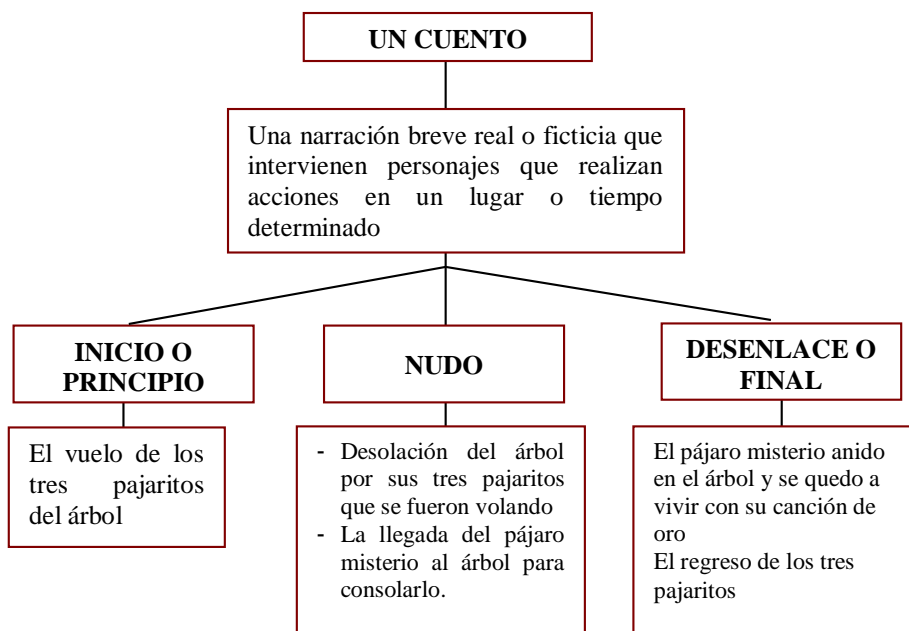 UN CUENTO
Una narración breve real o ficticia que
intervienen personajes que realizan
acciones en un lugar o tiempo
determinado
INICIO O
PRINCIPIO
El vuelo de los
tres pajaritos
del árbol
NUDO
- Desolación del árbol
por sus tres pajaritos
que se fueron volando
- La llegada del pájaro
misterio al árbol para
consolarlo.
DESENLACE O
FINAL
El pájaro misterio anido
en el árbol y se quedo a
vivir con su canción de
oro
El regreso de los tres
pajaritos